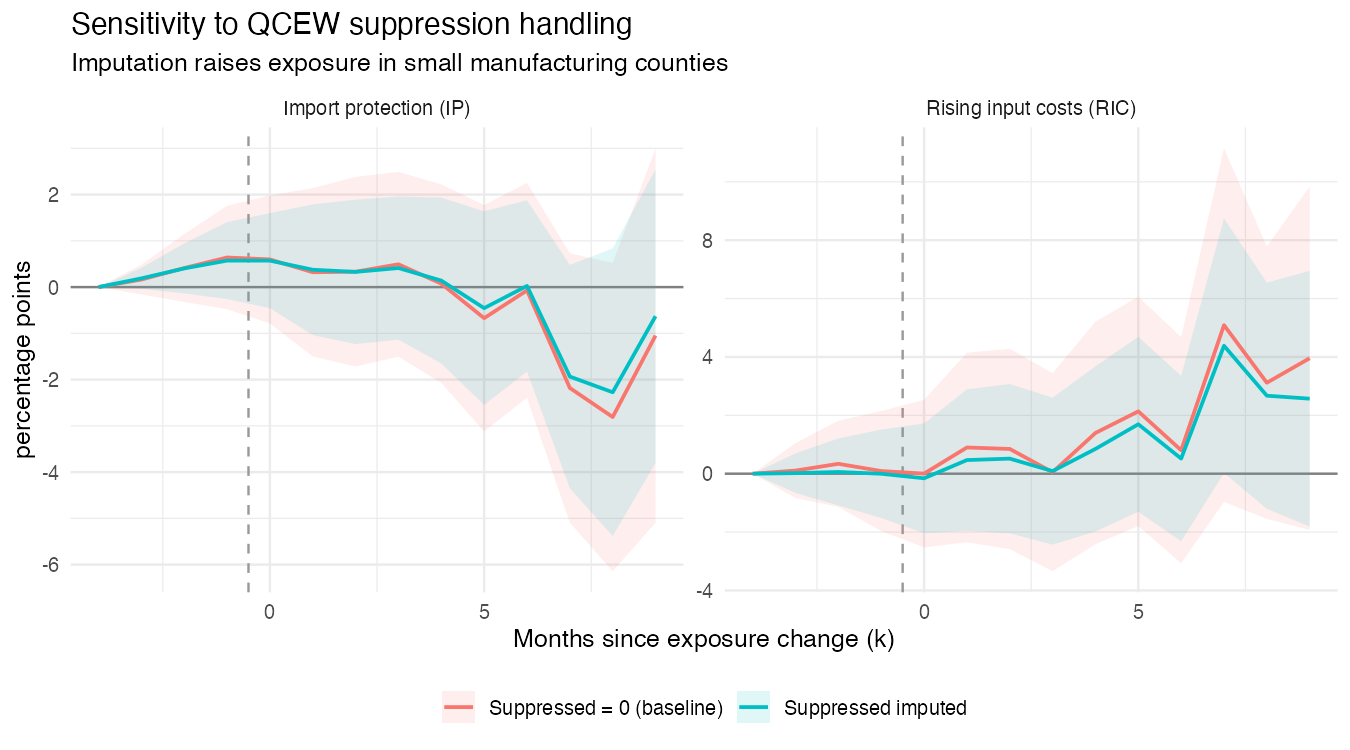 Sensitivity to QCEW suppression handling
Imputation raises exposure in small manufacturing counties
Import protection (IP)
Rising input costs (RIC)
percentage points
2
0
-2
-4
-6
8
4
0
-4
0
5
0
5
Months since exposure change (k)
Suppressed = 0 (baseline)
Suppressed imputed